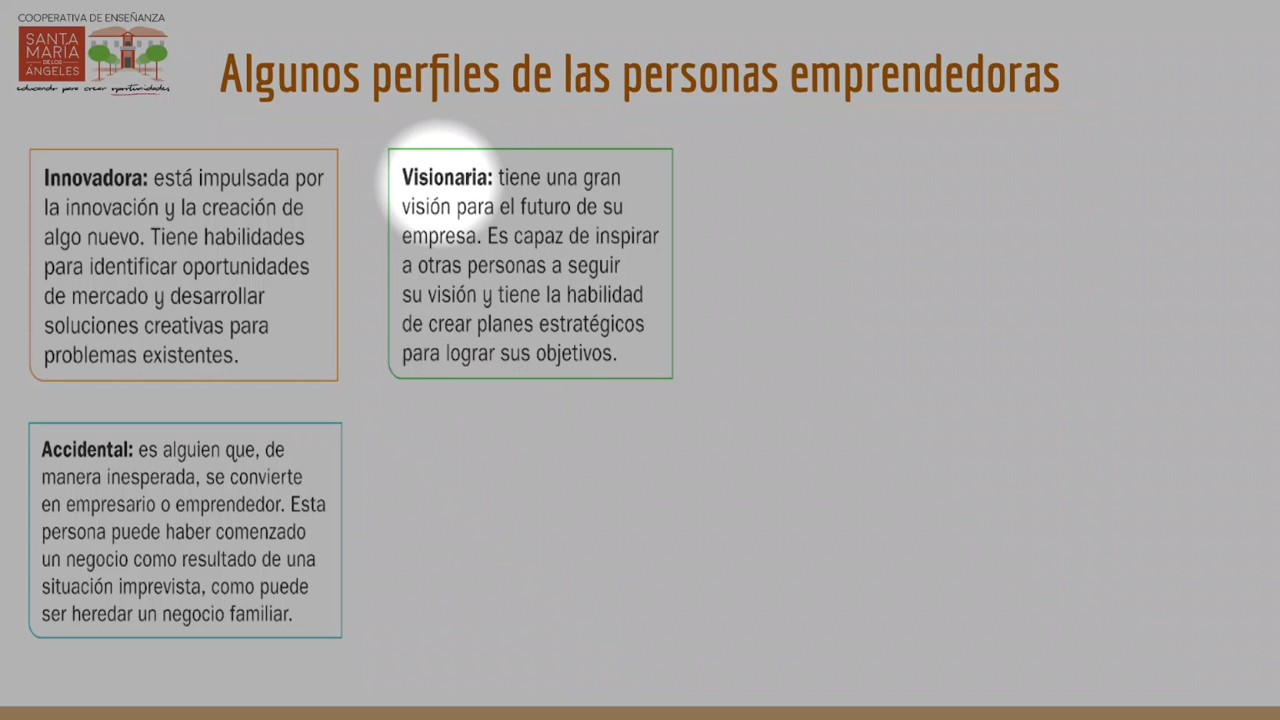 COOPERATIVA DE ENSEÑANZA
SANTA
MARIA
DE LOS
ÁNGELES
educando para crear oportunidades
Algunos perfiles de las personas emprendedoras
Innovadora: está impulsada por
la innovación y la creación de
algo nuevo. Tiene habilidades
para identificar oportunidades
de mercado y desarrollar
soluciones creativas para
problemas existentes.
Visionaria: tiene una gran
visión para el futuro de su
empresa. Es capaz de inspirar
a otras personas a seguir
su visión y tiene la habilidad
de crear planes estratégicos
para lograr sus objetivos.
Accidental: es alguien que, de
manera inesperada, se convierte
en empresario o emprendedor. Esta
persona puede haber comenzado
un negocio como resultado de una
situación imprevista, como puede
ser heredar un negocio familiar.